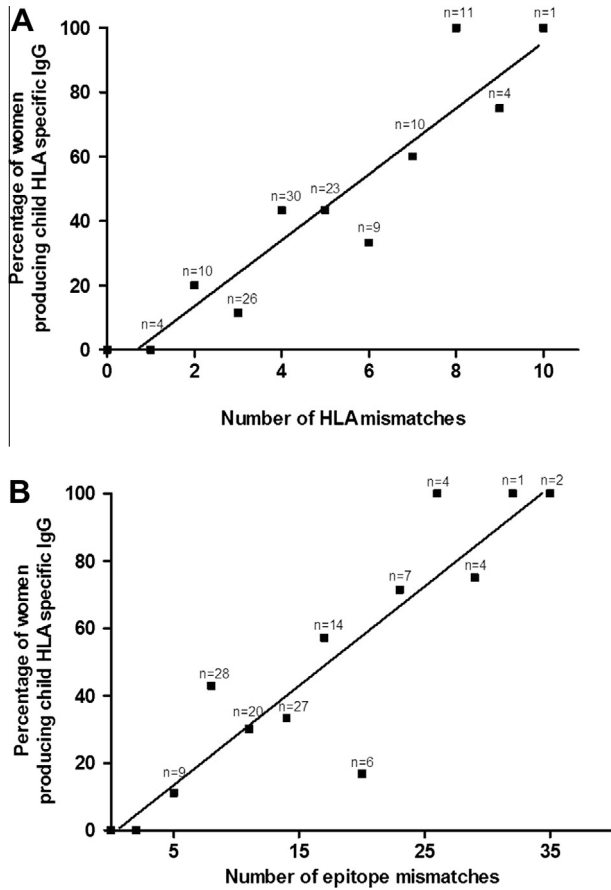 A
Percentage of women
producing child HLA specific IgG
100
80
60
40
20
0
n=4
n=10
n=26
n=30
n=23
n=9
n=10
n=11
n=4
n=1
0
2
4
6
8
10
Number of HLA mismatches
B
Percentage of women
producing child HLA specific IgG
100
80
60
40
20
0
n=9
n=28
n=20
n=27
n=14
n=6
n=7
n=4
n=4
n=1
n=2
5
15
25
35
Number of epitope mismatches